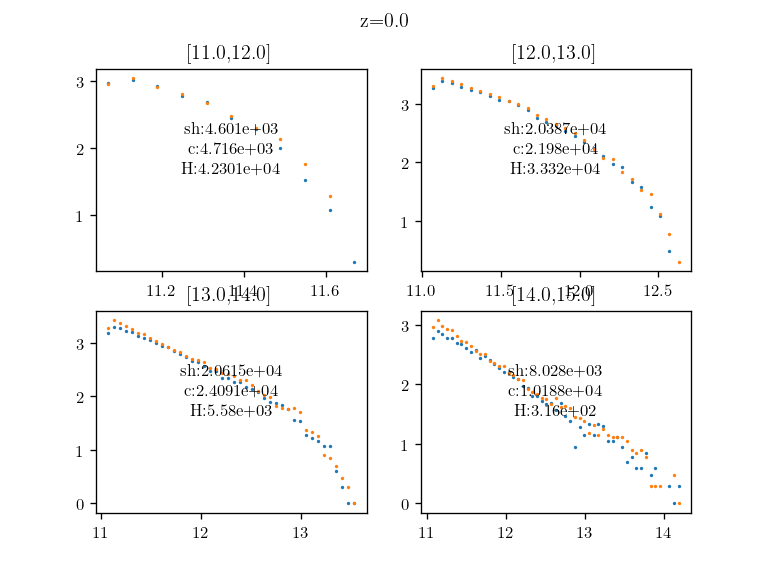 z=0.0
[11.0,12.0]
3
2
1
sh:4.601e+03
c:4.716e+03
H:4.2301e+04
11.2
11.4
11.6
[12.0,13.0]
3
2
1
sh:2.0387e+04
c:2.198e+04
H:3.332e+04
11.0
11.5
12.0
12.5
[13.0,14.0]
3
2
1
0
sh:2.0615e+04
c:2.4091e+04
H:5.58e+03
11
12
13
[14.0,15.0]
3
2
1
0
sh:8.028e+03
c:1.0188e+04
H:3.16e+02
11
12
13
14